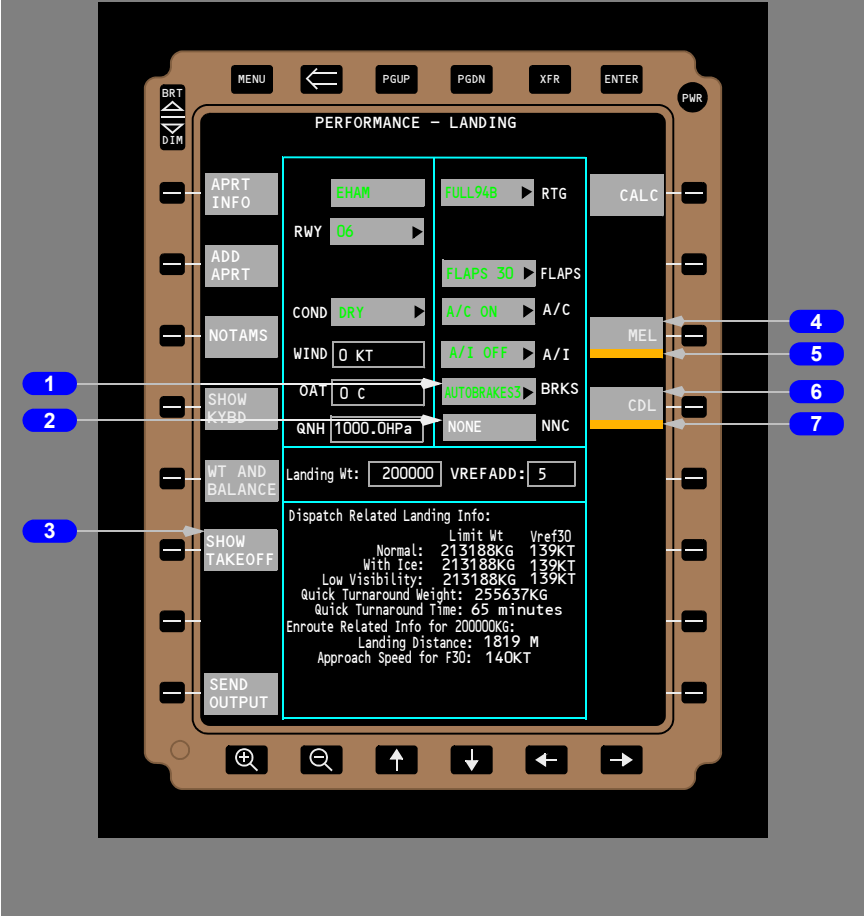 MENU
PGUP
PGDN
XFR
ENTER
BRT
DIM
PWR
PERFORMANCE – LANDING
APRT
INFO
EHAM
FULL94B
RTG
CALC
RWY
06
ADD
APRT
FLAPS 30
FLAPS
COND
DRY
A/C ON
A/C
NOTAMS
MEL
4
WIND
0 KT
A/I OFF
A/I
5
1
OAT
0 C
AUTOBRAKES3
BRKS
6
SHOW
KYBD
CDL
2
QNH
1000.0HPa
NONE
NNC
7
WT AND
BALANCE
Landing Wt:
200000
VREFADD:
5
3
SHOW
TAKEOFF
Dispatch Related Landing Info:
Limit Wt Vref30
Normal: 213188KG 139KT
With Ice: 213188KG 139KT
Low Visibility: 213188KG 139KT
Quick Turnaround Weight: 255637KG
Quick Turnaround Time: 65 minutes
Enroute Related Info for 200000KG:
Landing Distance: 1819 M
Approach Speed for F30: 140KT
SEND
OUTPUT